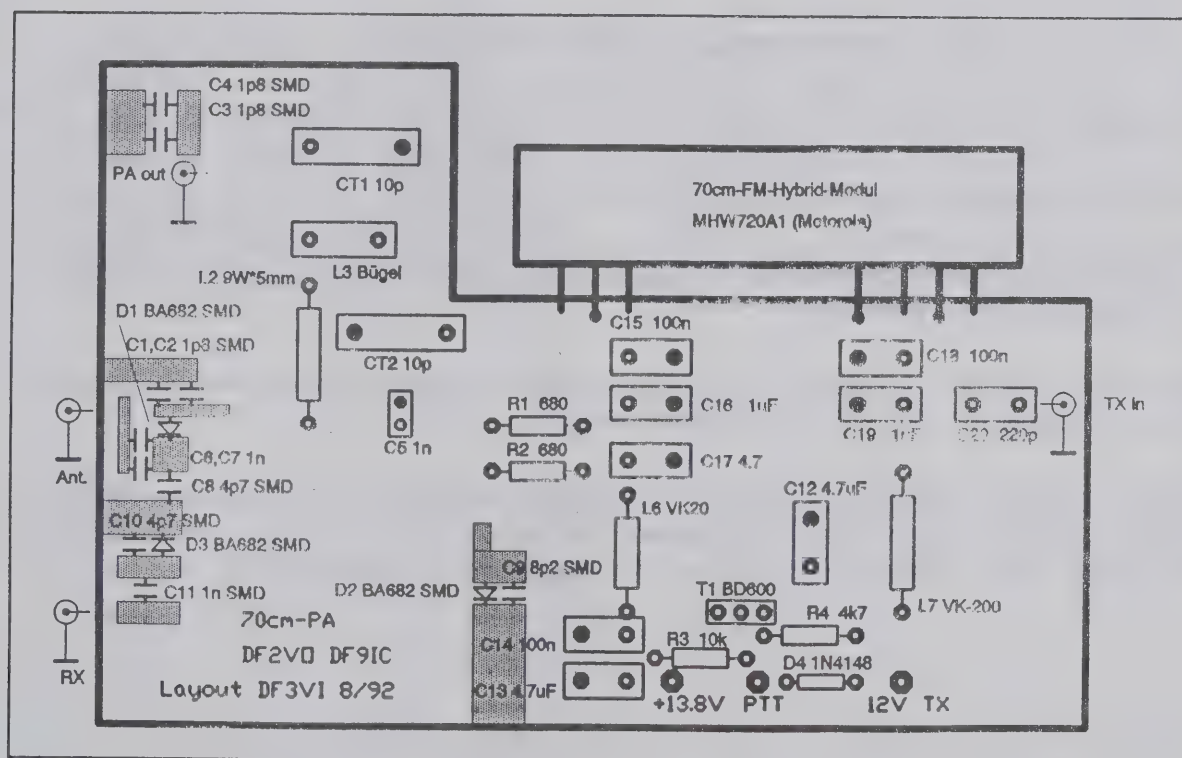 C4 1p8 SMD
C3 1p8 SMD
PA out
CT1 10p
70cm-FM-Hybrid-Modul
MHW720A1 (Motorola)
L3 Bügel
L2 9W*5mm
D1 BA682 SMD
C1,C2 1p8 SMD
CT2 10p
C15 100n
C18 100n
C16 1uF
C19 1uF
C20 220p
TX In
R1 680
R2 680
C5 1n
C17 4.7
Ant.
C6,C7 1n
C8 4p7 SMD
C12 4.7uF
L6 VK20
C10 4p7 SMD
D3 BA682 SMD
C9 8p2 SMD
D2 BA682 SMD
C11 1n SMD
T1 BD600
L7 VK-200
R4 4k7
70cm-PA
C14 100n
R3 10k
DF2VO DF9IC
RX
D4 1N4148
Layout DF3VI 8/92
C13 4.7uF
+13.8V PTT
12V TX